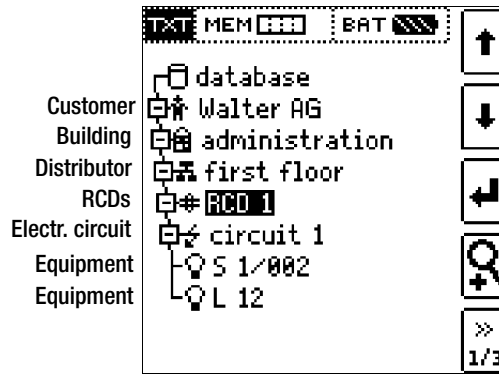 TXT MEM BAT
database
Customer Walter AG
Building administration
Distributor first floor
RCDs RCD 1
Electr. circuit circuit 1
Equipment S 1/002
Equipment L 12
>>
1/3